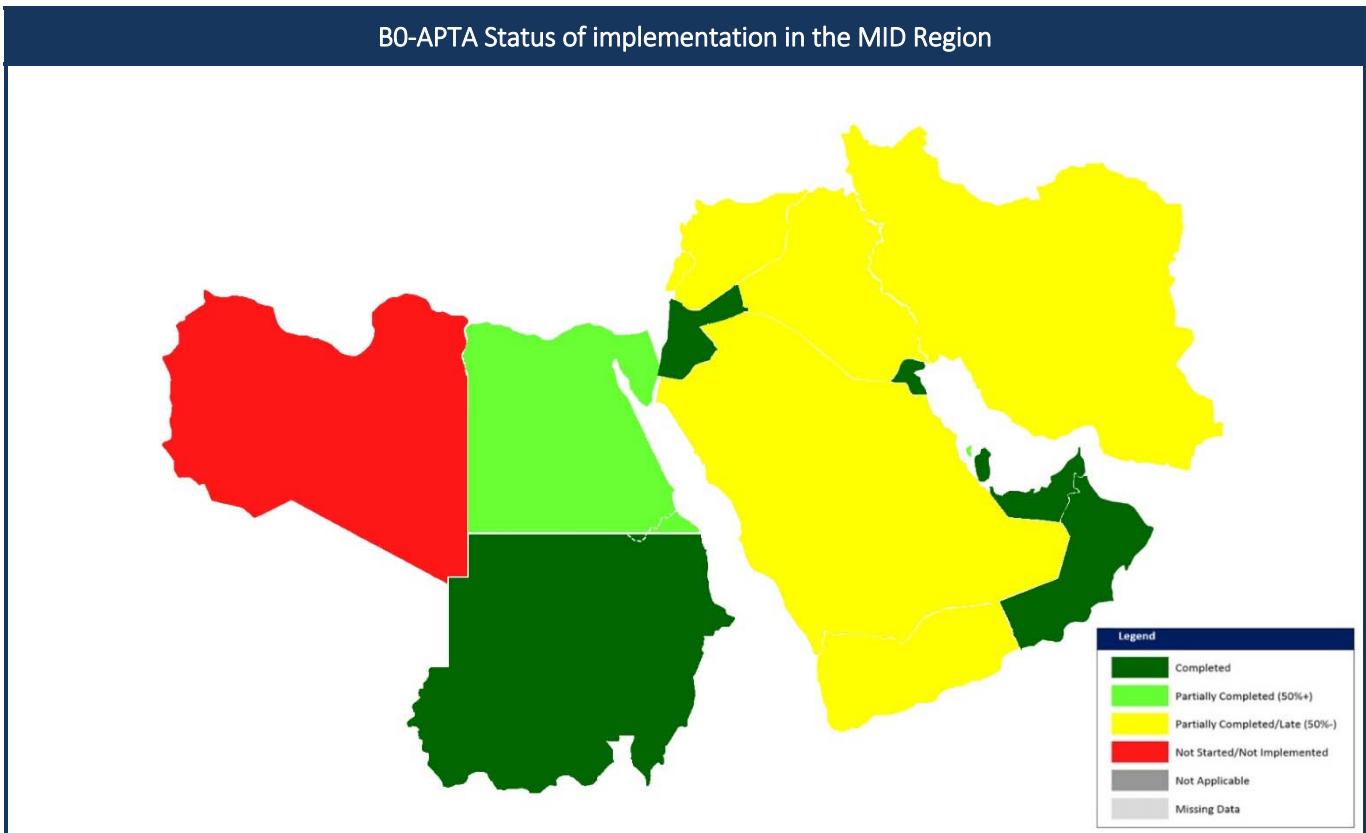 B0-APTA Status of implementation in the MID Region
Legend
Completed
Partially Completed (50%+)
Partially Completed/Late (50%-)
Not Started/Not Implemented
Not Applicable
Missing Data